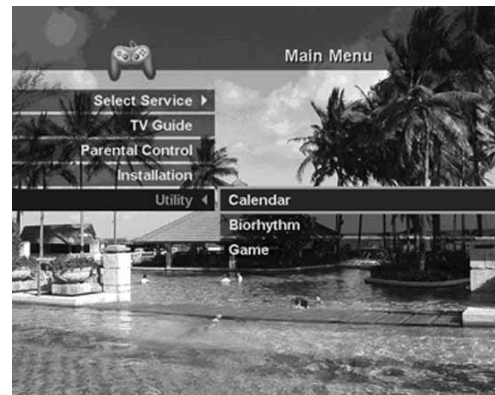 Main Menu
Select Service
TV Guide
Parental Control
Installation
Utility
Calendar
Biorhythm
Game